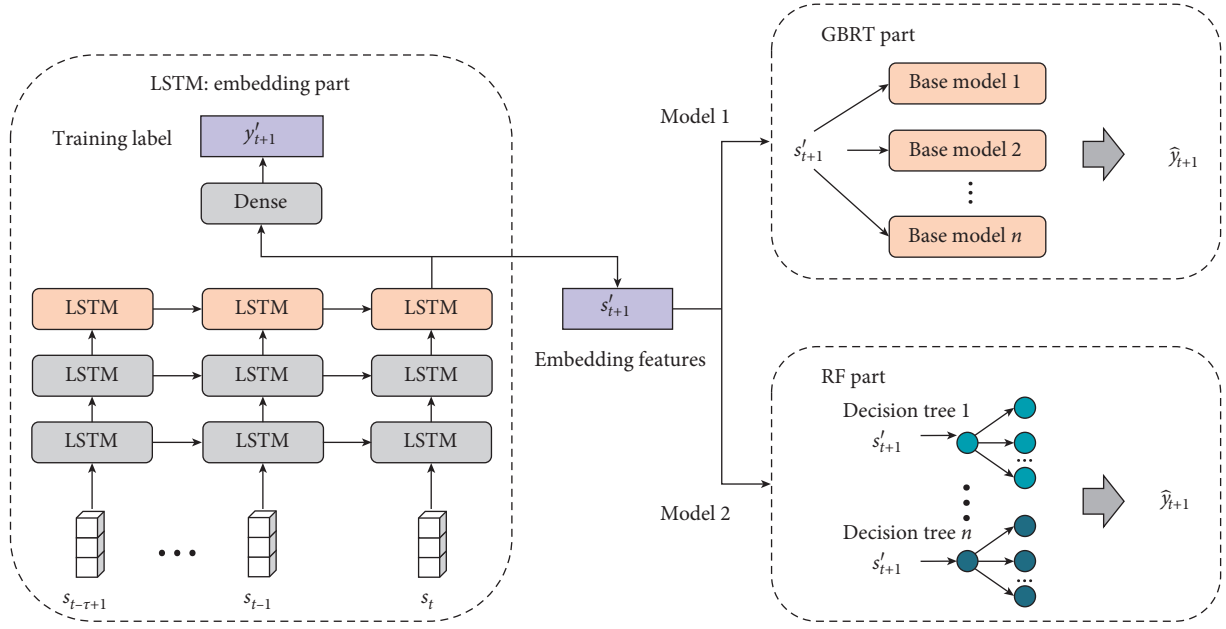 LSTM: embedding part
Training label
y′t+1
Dense
LSTM LSTM LSTM
LSTM LSTM LSTM
LSTM LSTM LSTM
...
st–τ+1 st–1 st
s′t+1
Embedding features
Model 1
Model 2
GBRT part
Base model 1
s′t+1 Base model 2
...
Base model n
ŷt+1
RF part
Decision tree 1
s′t+1
...
...
Decision tree n
s′t+1
...
ŷt+1